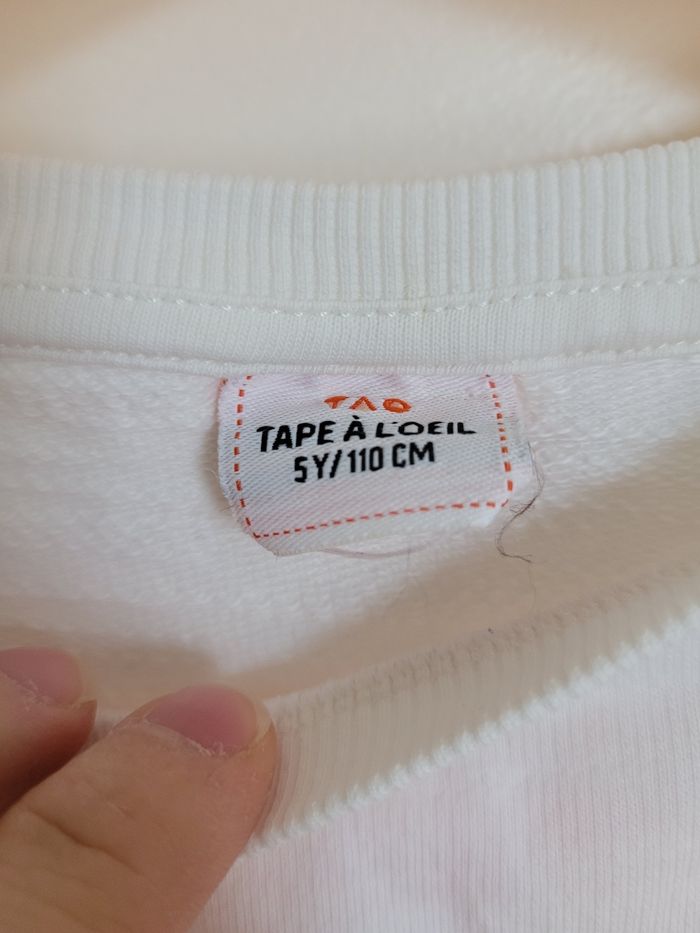 TAO
TAPE À L'OEIL
5Y/110 CM